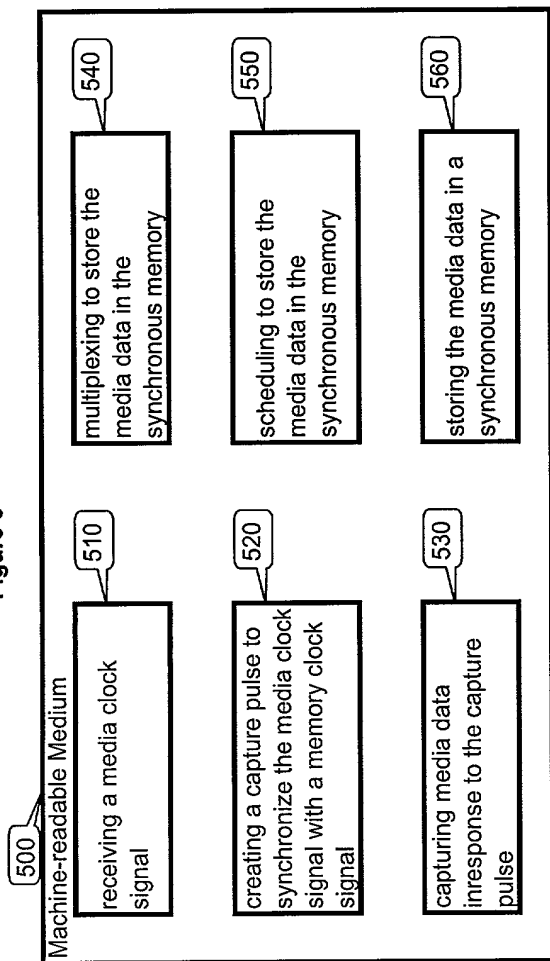 500
Machine-readable Medium
receiving a media clock
signal
510
creating a capture pulse to
synchronize the media clock
signal with a memory clock
signal
520
capturing media data
inresponse to the capture
pulse
530
multiplexing to store the
media data in the
synchronous memory
540
scheduling to store the
media data in the
synchronous memory
550
storing the media data in a
synchronous memory
560